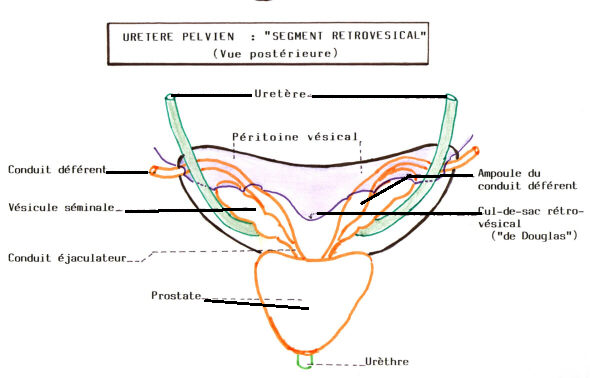 URETERE PELVIEN : "SEGMENT RETROVESICAL"
(Vue postérieure)
Uretère
Péritoine vésical
Conduit déférent
Ampoule du
conduit déférent
Vésicule séminale
Cul-de-sac rétro-
vésical
("de Douglas")
Conduit éjaculateur
Prostate
Urèthre